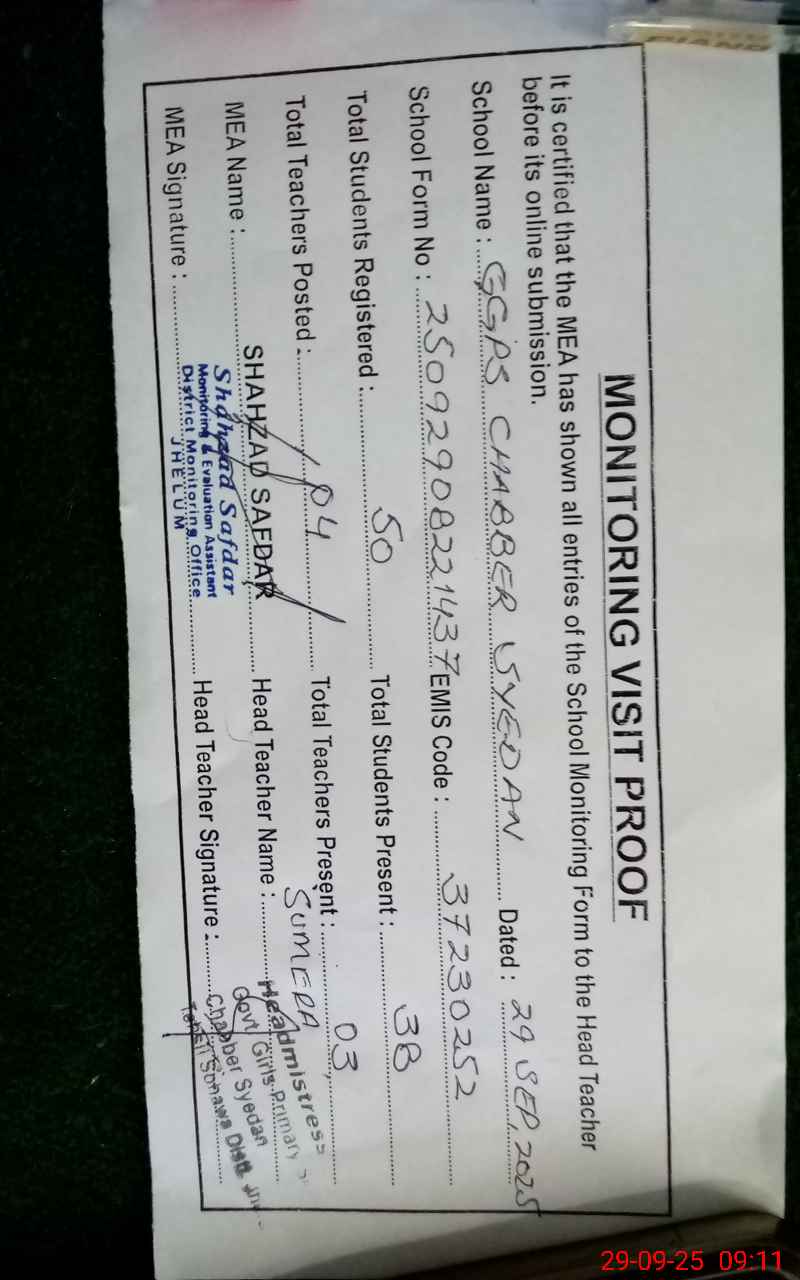 MONITORING VISIT PROOF
It is certified that the MEA has shown all entries of the School Monitoring Form to the Head Teacher
before its online submission.
School Name : GGPS CHABBER SYEDAN Dated : 29 SEP, 2025
School Form No : 25092908221437 EMIS Code : 37230252
Total Students Registered : 50 Total Students Present : 38
Total Teachers Posted : 04 Total Teachers Present : 03
MEA Name : SHAHZAD SAFDAR Head Teacher Name : SUMERA
MEA Signature : Head Teacher Signature :
Shahzad Safdar
Monitoring & Evaluation Assistant
District Monitoring Office
JHELUM
Headmistress
Govt Girls Primary
Chabber Syedan
Tehsil Sohawa Distt
29-09-25 09:11